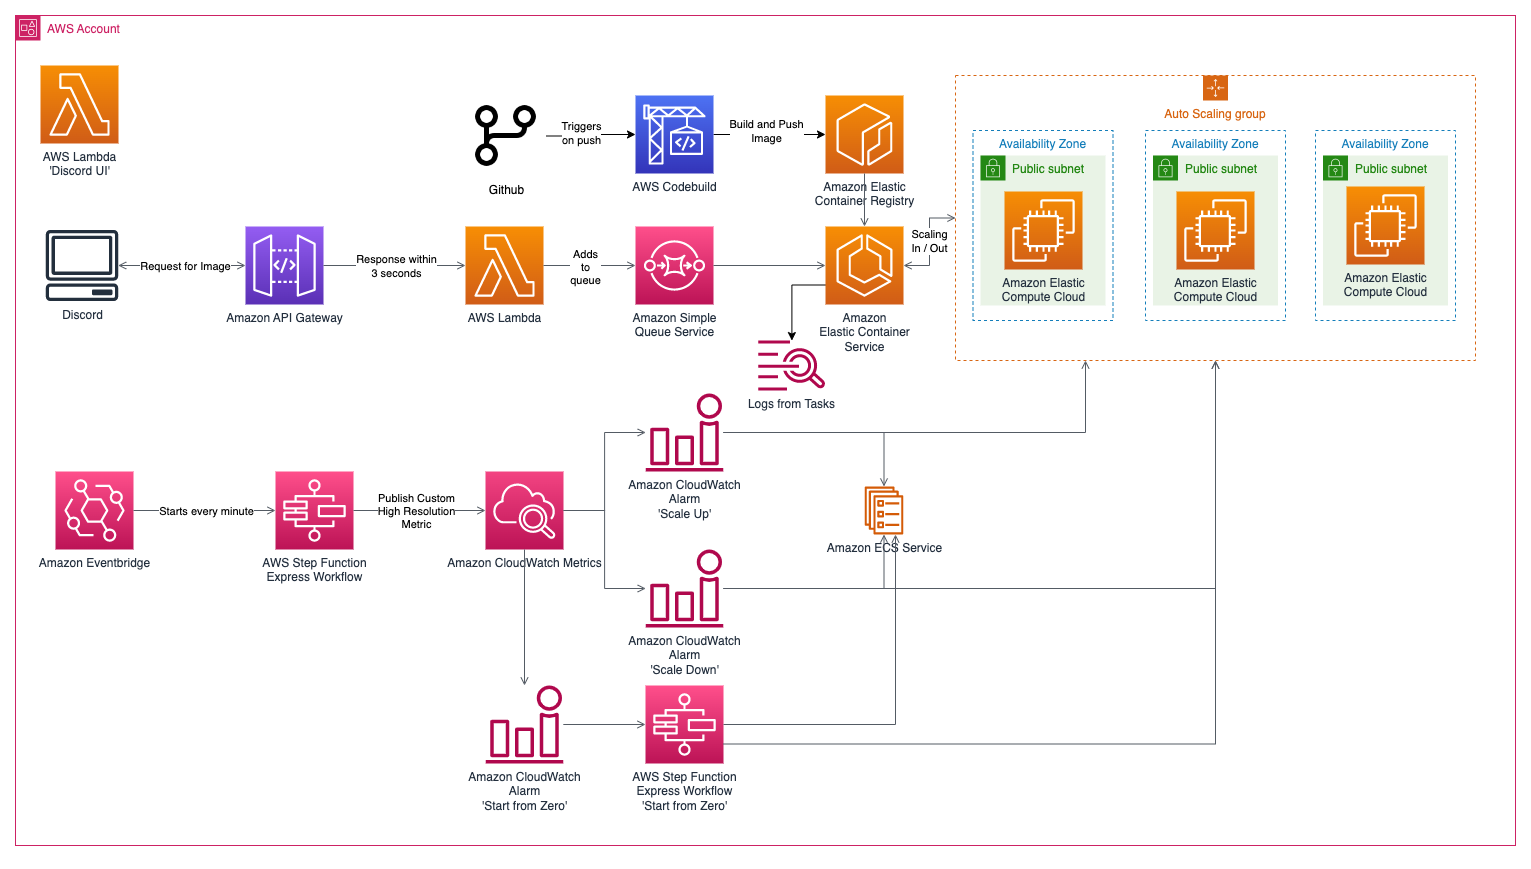 AWS Account
AWS Lambda
'Discord UI'
Github
Triggers
on push
AWS Codebuild
Build and Push
Image
Amazon Elastic
Container Registry
Auto Scaling group
Availability Zone
Public subnet
Amazon Elastic
Compute Cloud
Availability Zone
Public subnet
Amazon Elastic
Compute Cloud
Availability Zone
Public subnet
Amazon Elastic
Compute Cloud
Discord
Request for Image
Amazon API Gateway
Response within
3 seconds
AWS Lambda
Adds
to
queue
Amazon Simple
Queue Service
Amazon
Elastic Container
Service
Scaling
In / Out
Logs from Tasks
Amazon Eventbridge
Starts every minute
AWS Step Function
Express Workflow
Publish Custom
High Resolution
Metric
Amazon CloudWatch Metrics
Amazon CloudWatch
Alarm
'Scale Up'
Amazon ECS Service
Amazon CloudWatch
Alarm
'Scale Down'
Amazon CloudWatch
Alarm
'Start from Zero'
AWS Step Function
Express Workflow
'Start from Zero'